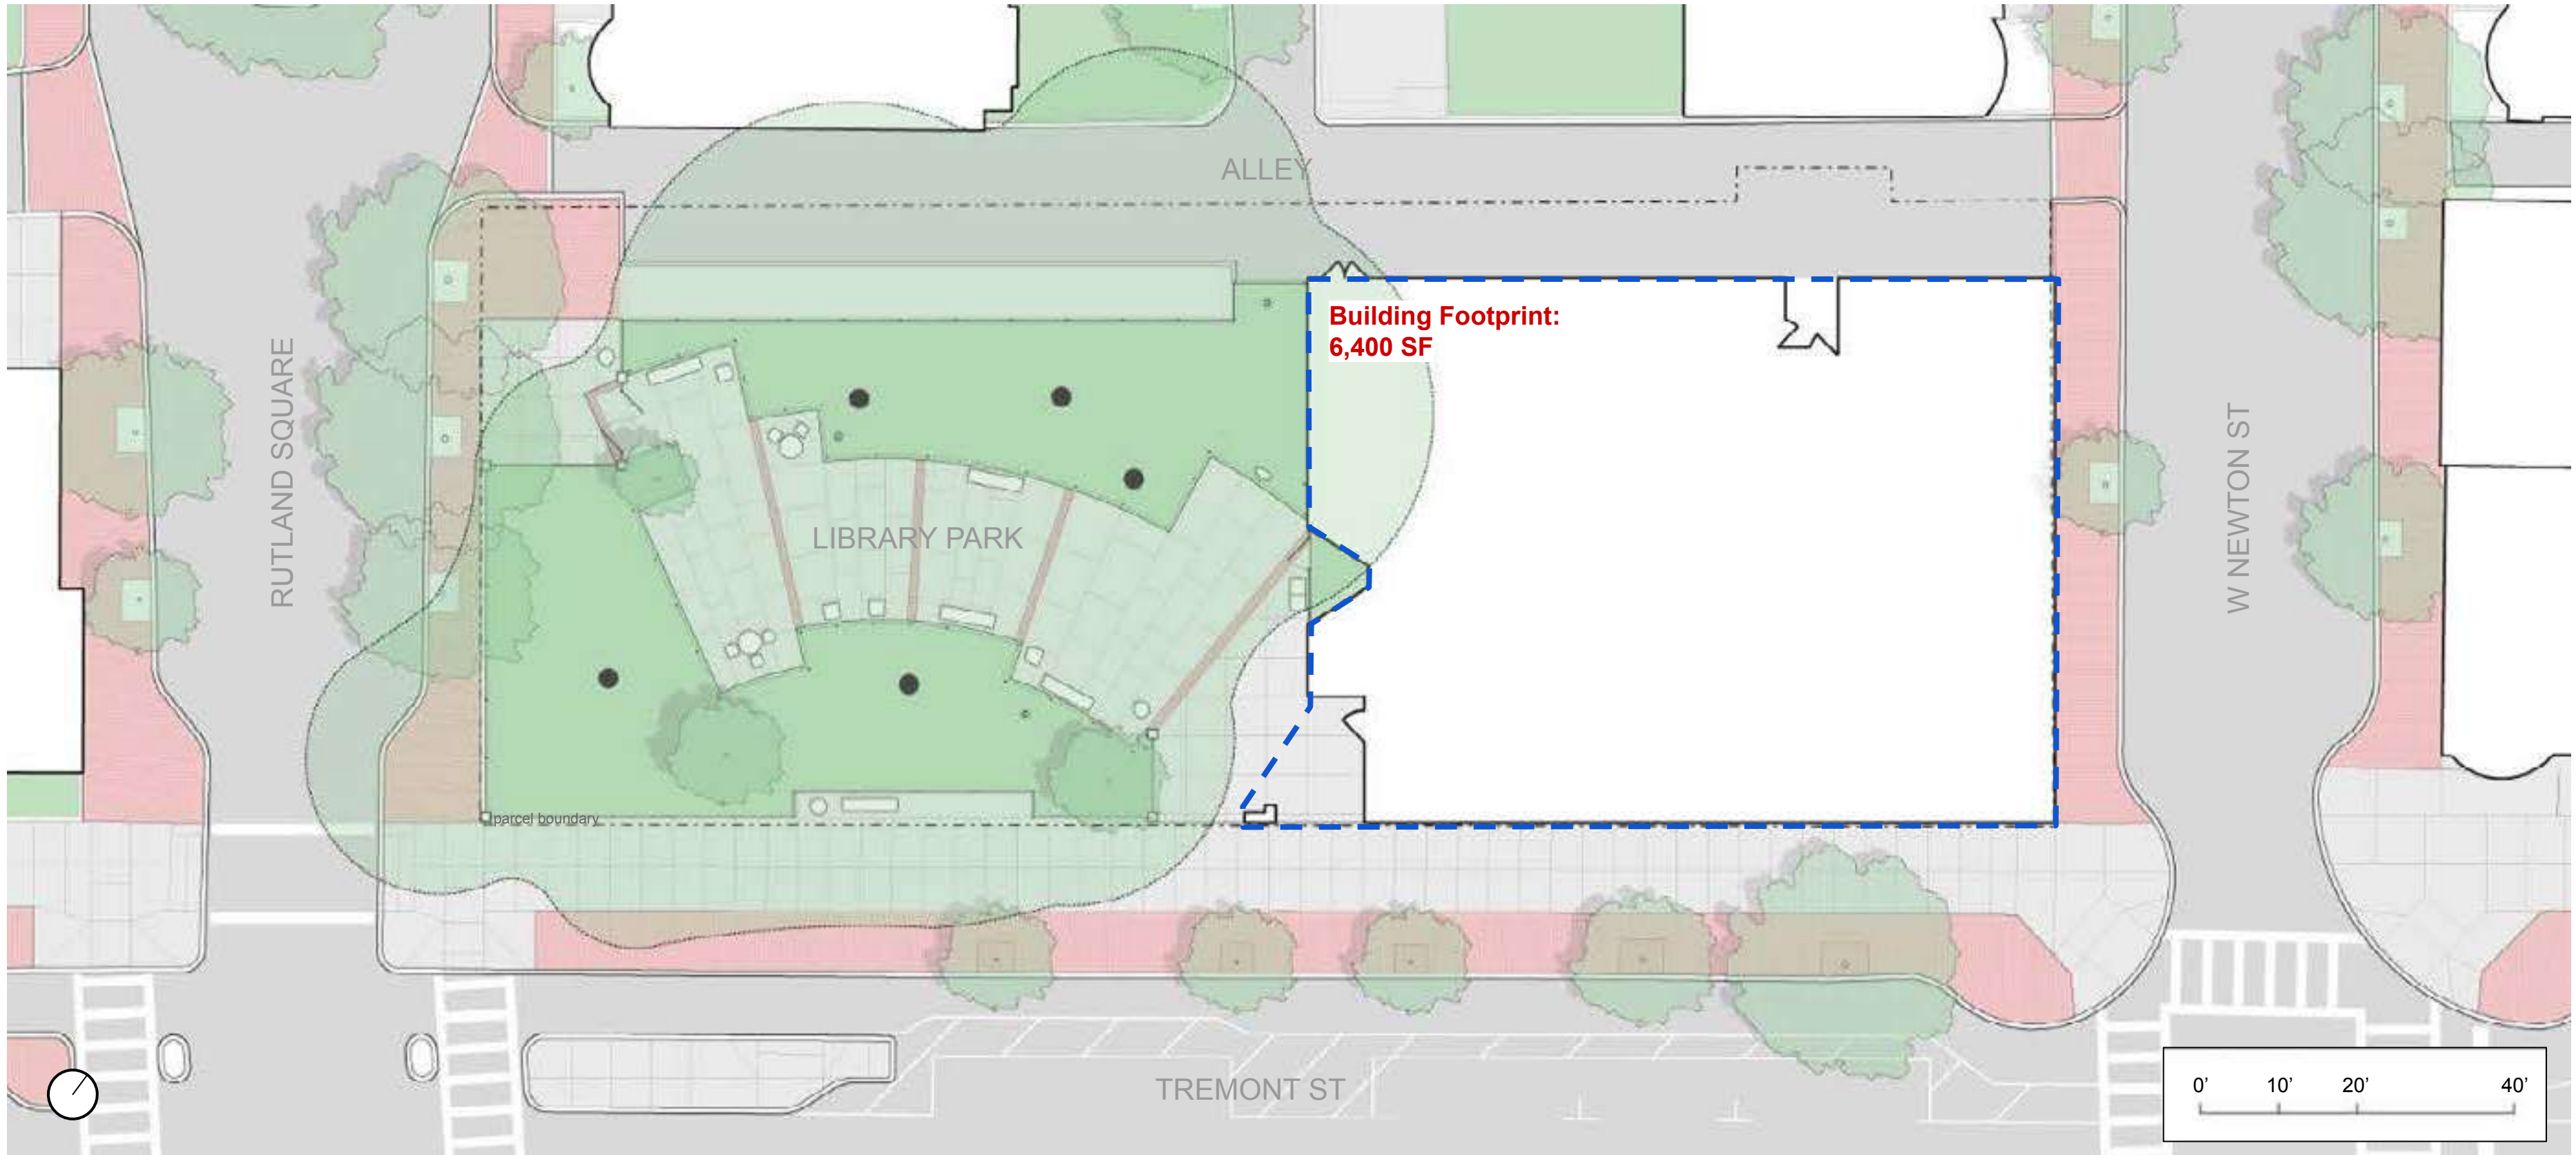 ALLEY
Building Footprint:
6,400 SF
RUTLAND SQUARE
W NEWTON ST
LIBRARY PARK
parcel boundary
TREMONT ST
0’ 10’ 20’ 40’